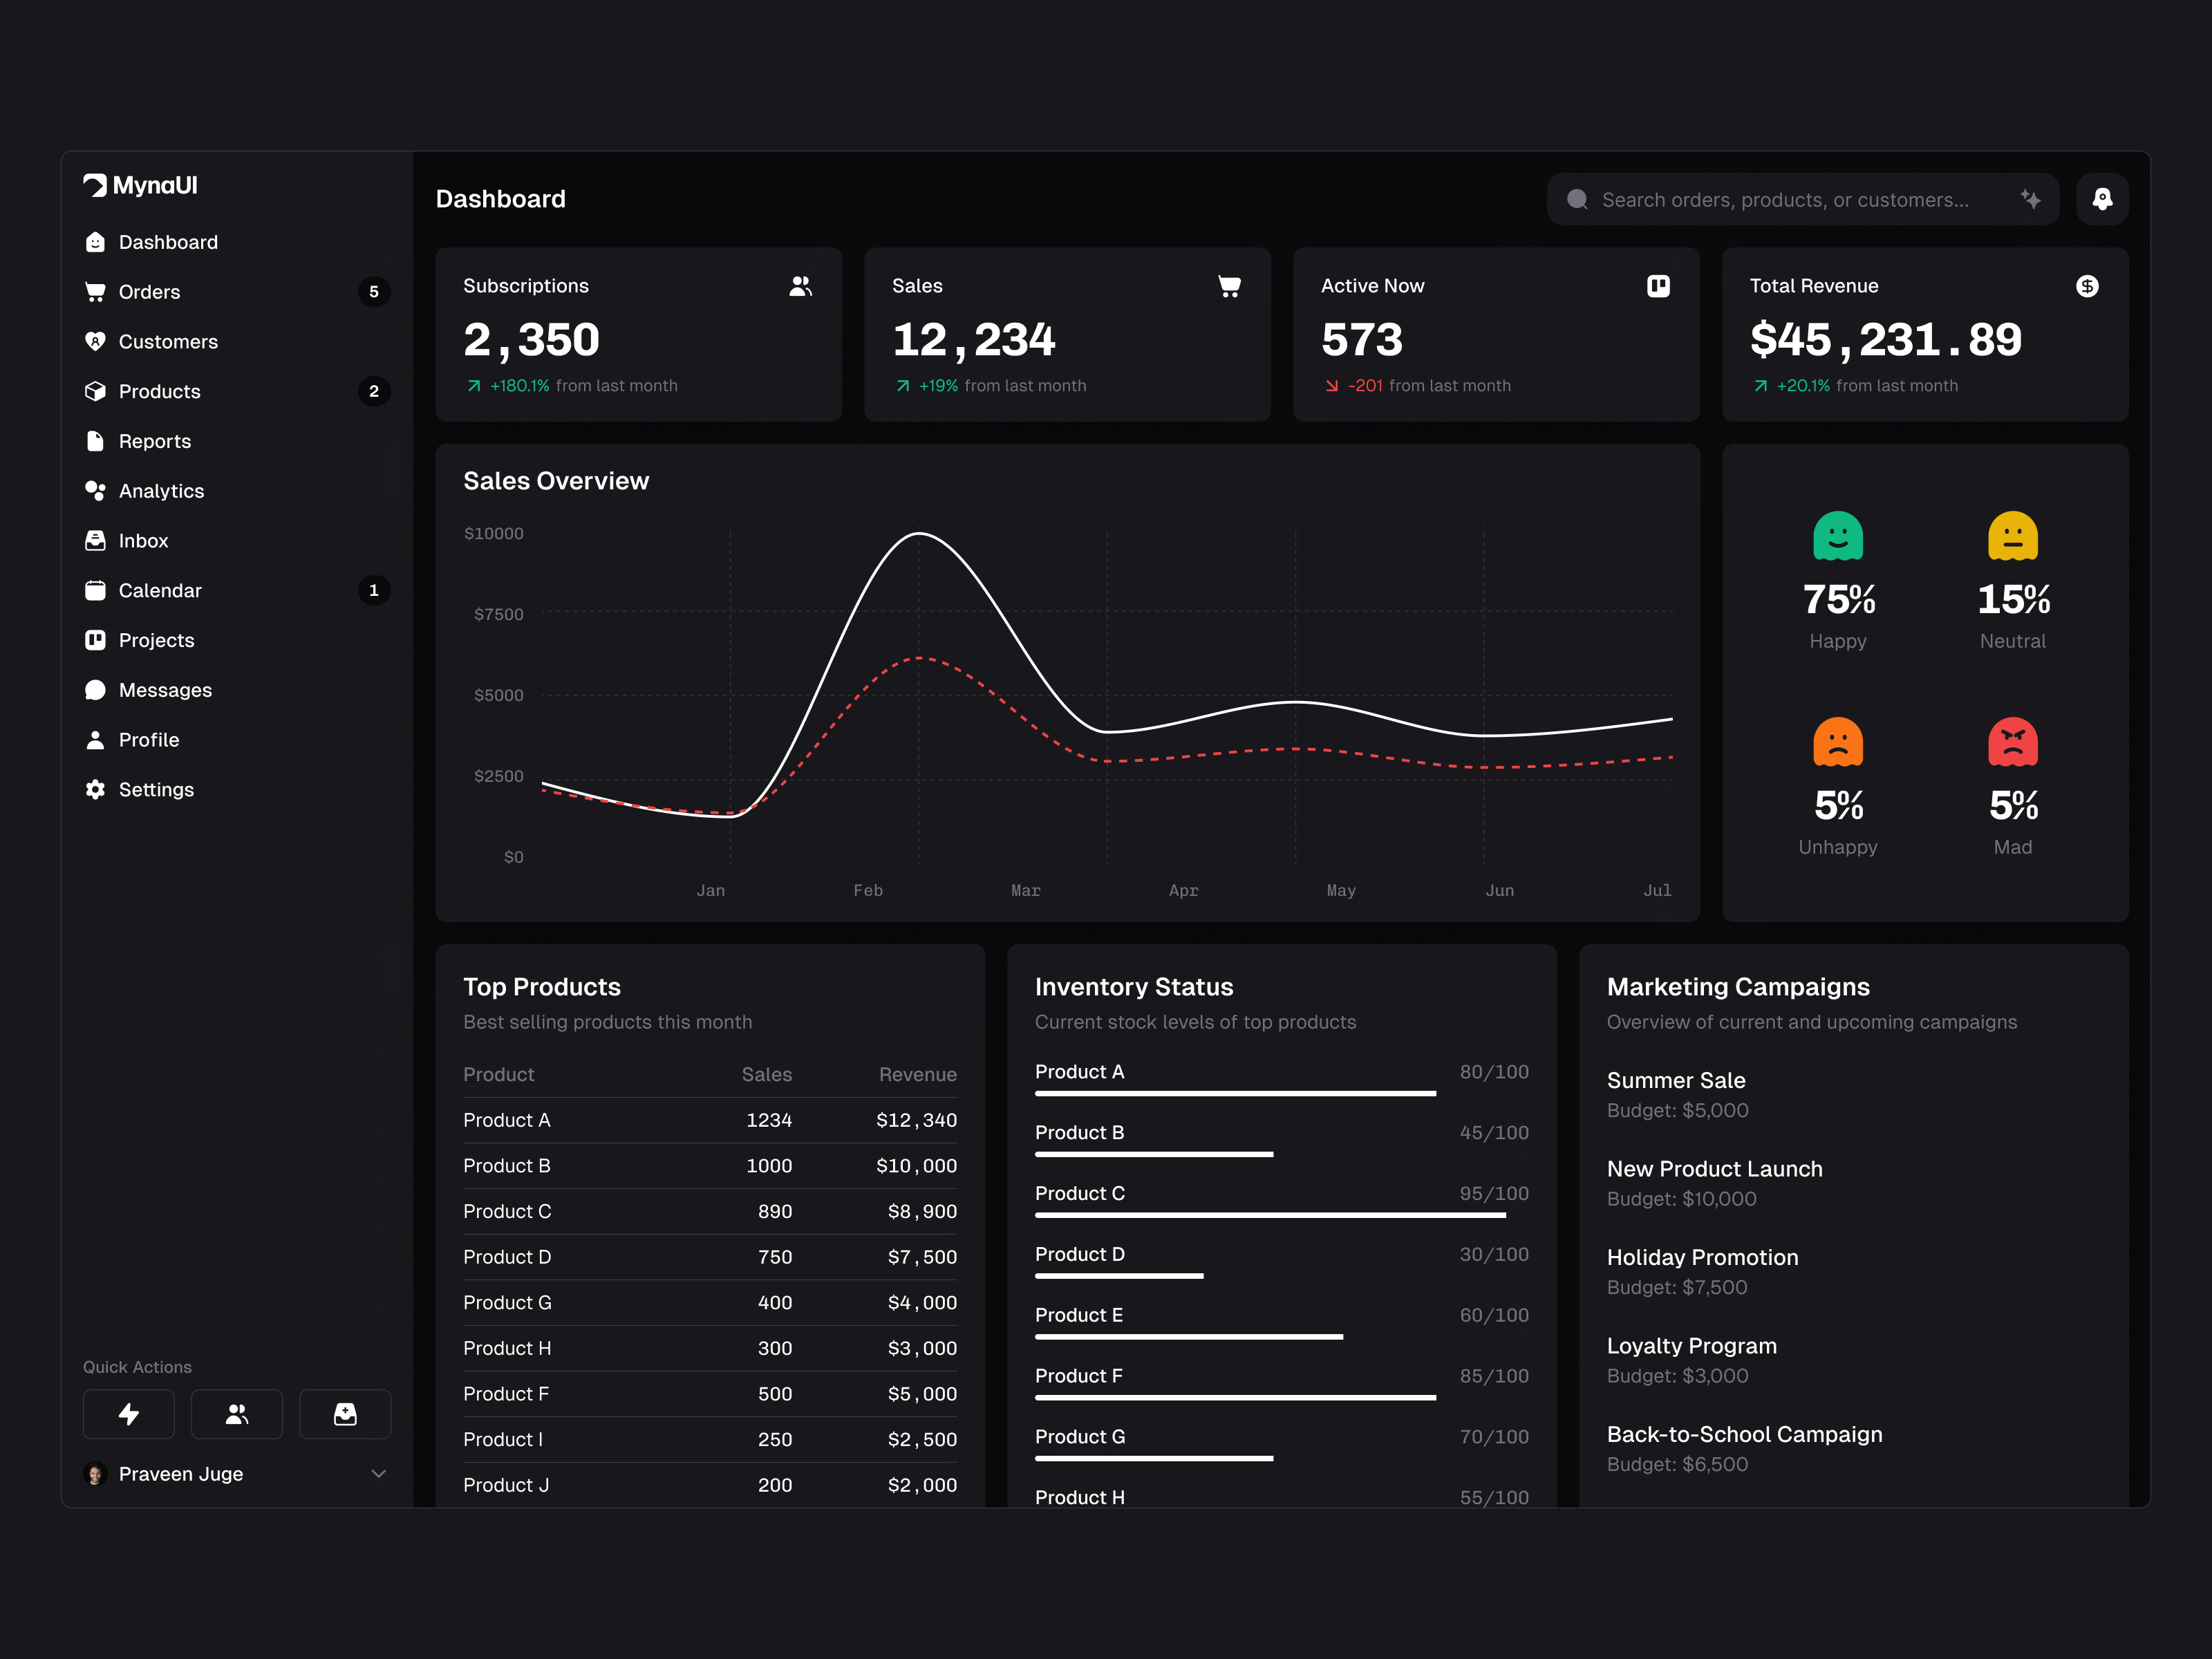 MynaUI
Dashboard
Orders 5
Customers
Products 2
Reports
Analytics
Inbox
Calendar 1
Projects
Messages
Profile
Settings
Quick Actions
Praveen Juge
Dashboard
Search orders, products, or customers...
Subscriptions
2,350
+180.1% from last month
Sales
12,234
+19% from last month
Active Now
573
-201 from last month
Total Revenue
$45,231.89
+20.1% from last month
Sales Overview
$10000
$7500
$5000
$2500
$0
Jan Feb Mar Apr May Jun Jul
75%
Happy
15%
Neutral
5%
Unhappy
5%
Mad
Top Products
Best selling products this month
Product Sales Revenue
Product A 1234 $12,340
Product B 1000 $10,000
Product C 890 $8,900
Product D 750 $7,500
Product G 400 $4,000
Product H 300 $3,000
Product F 500 $5,000
Product I 250 $2,500
Product J 200 $2,000
Inventory Status
Current stock levels of top products
Product A 80/100
Product B 45/100
Product C 95/100
Product D 30/100
Product E 60/100
Product F 85/100
Product G 70/100
Product H 55/100
Marketing Campaigns
Overview of current and upcoming campaigns
Summer Sale
Budget: $5,000
New Product Launch
Budget: $10,000
Holiday Promotion
Budget: $7,500
Loyalty Program
Budget: $3,000
Back-to-School Campaign
Budget: $6,500